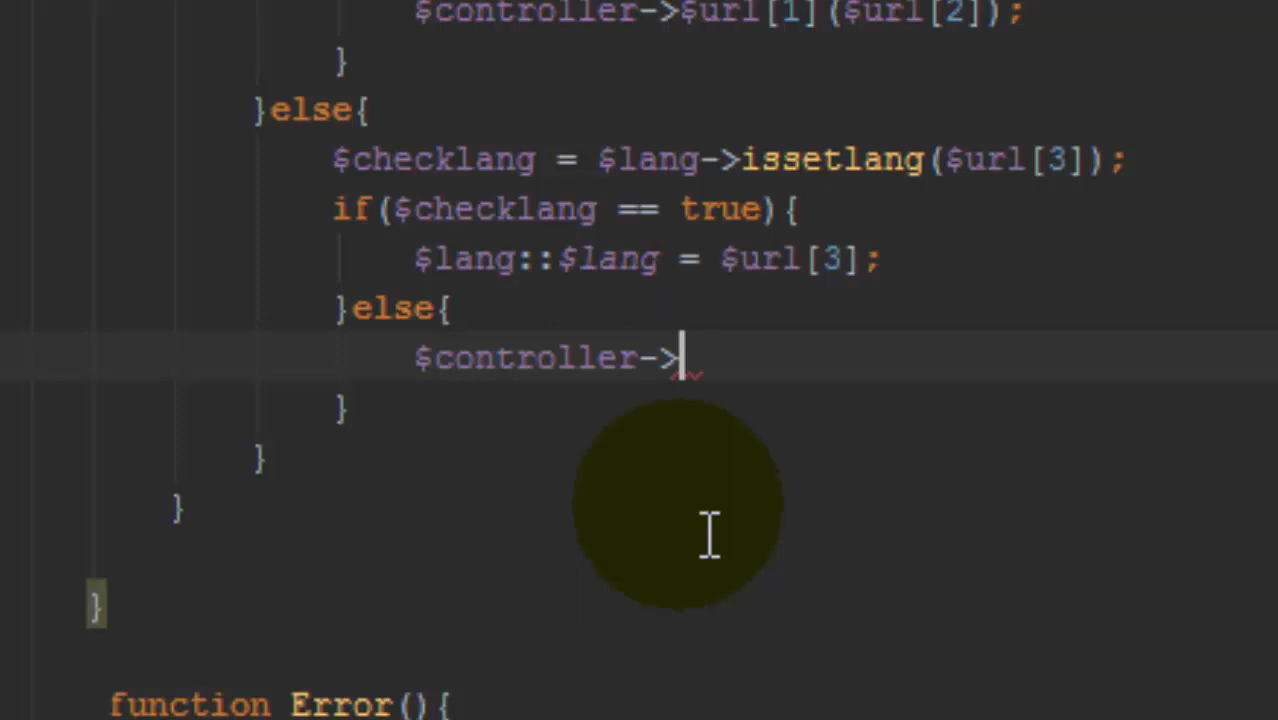 $controller->$url[1]($url[2]);
}
}else{
$checklang = $lang->issetlang($url[3]);
if($checklang == true){
$lang::$lang = $url[3];
}else{
$controller->
}
}
}
}
function Error(){